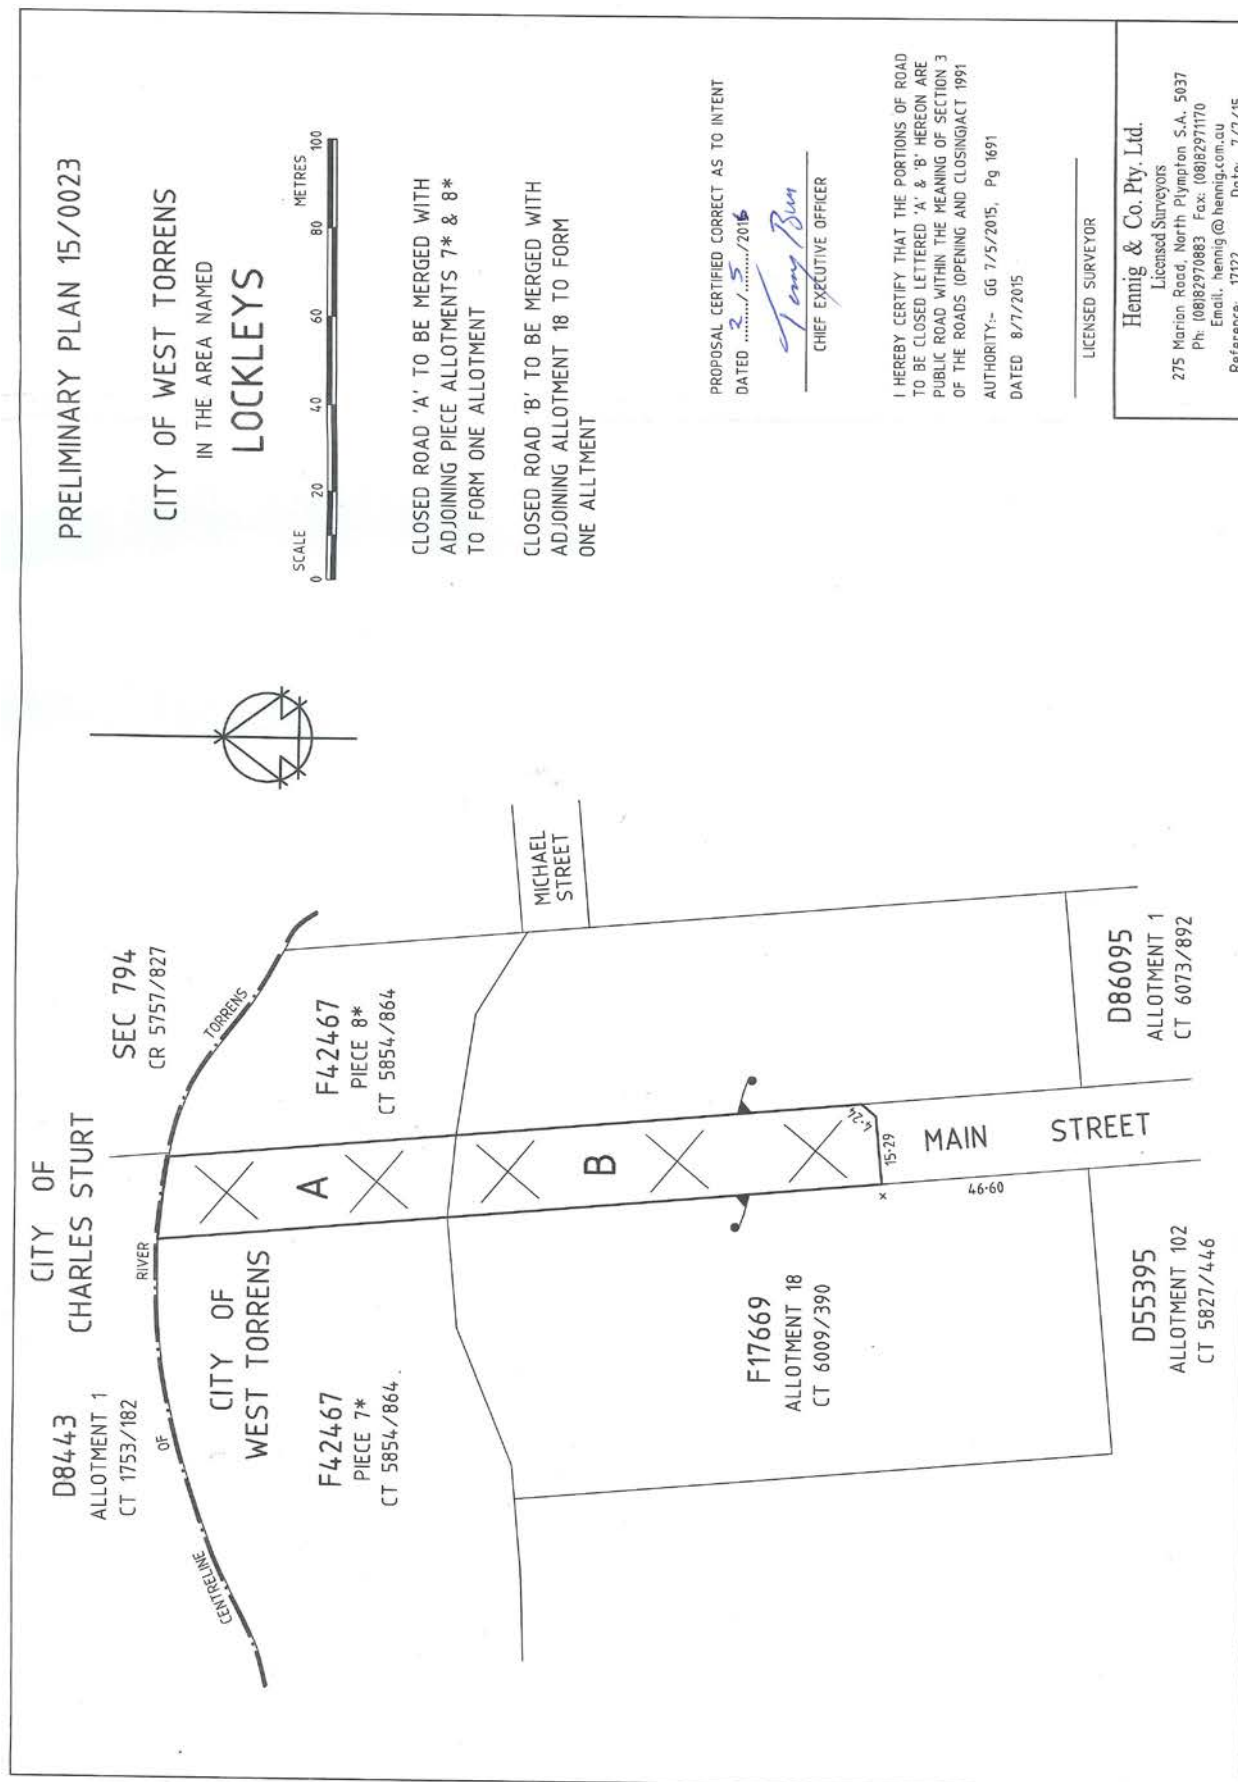 PRELIMINARY PLAN 15/0023
CITY OF WEST TORRENS
IN THE AREA NAMED
LOCKLEYS
SCALE
METRES
0 20 40 60 80 100
CLOSED ROAD 'A' TO BE MERGED WITH
ADJOINING PIECE ALLOTMENTS 7* & 8*
TO FORM ONE ALLOTMENT
CLOSED ROAD 'B' TO BE MERGED WITH
ADJOINING ALLOTMENT 18 TO FORM
ONE ALLTMENT
PROPOSAL CERTIFIED CORRECT AS TO INTENT
DATED 2./.5./2016
CHIEF EXECUTIVE OFFICER
I HEREBY CERTIFY THAT THE PORTIONS OF ROAD
TO BE CLOSED LETTERED 'A' & 'B' HEREON ARE
PUBLIC ROAD WITHIN THE MEANING OF SECTION 3
OF THE ROADS (OPENING AND CLOSING)ACT 1991
AUTHORITY:- GG 7/5/2015, Pg 1691
DATED 8/7/2015
LICENSED SURVEYOR
Hennig & Co. Pty. Ltd.
Licensed Surveyors
275 Marion Road, North Plympton S.A. 5037
Ph: (08)82970883 Fax: (08)82971170
Email. hennig@hennig.com.au
Reference: 17122 Date: 7/7/15
CITY OF
CHARLES STURT
D8443
ALLOTMENT 1
CT 1753/182
SEC 794
CR 5757/827
CENTRELINE
OF
RIVER
TORRENS
CITY OF
WEST TORRENS
F42467
PIECE 7*
CT 5854/864
A
F42467
PIECE 8*
CT 5854/864
MICHAEL
STREET
B
F17669
ALLOTMENT 18
CT 6009/390
4·24
15·29
46·60
MAIN STREET
D55395
ALLOTMENT 102
CT 5827/446
D86095
ALLOTMENT 1
CT 6073/892